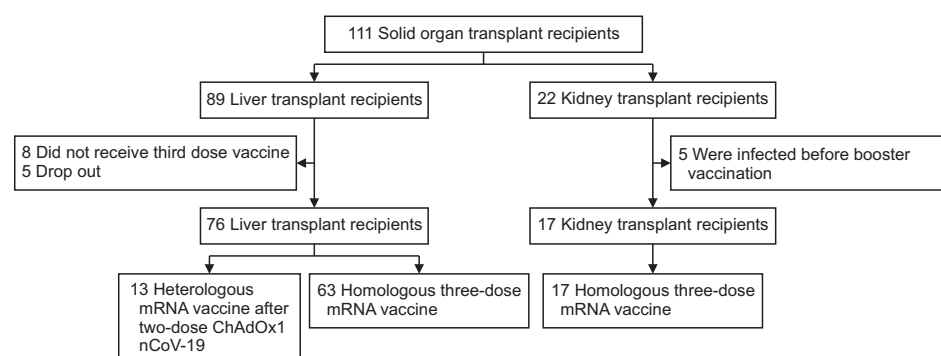 111 Solid organ transplant recipients
89 Liver transplant recipients
22 Kidney transplant recipients
8 Did not receive third dose vaccine
5 Drop out
5 Were infected before booster
vaccination
76 Liver transplant recipients
17 Kidney transplant recipients
13 Heterologous
mRNA vaccine after
two-dose ChAdOx1
nCoV-19
63 Homologous three-dose
mRNA vaccine
17 Homologous three-dose
mRNA vaccine